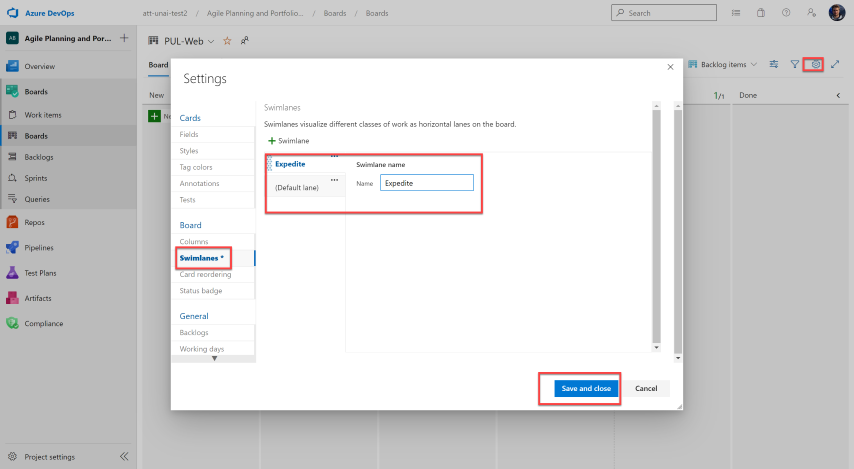 Azure DevOps
att-unai-test2 / Agile Planning and Portfolio... / Boards / Boards
Search
AB Agile Planning and Por... +
PUL-Web
Overview
Boards
Work items
Boards
Backlogs
Sprints
Queries
Repos
Pipelines
Test Plans
Artifacts
Compliance
Project settings
Board
Backlog items
New
1/1
Done
Settings
Cards
Fields
Styles
Tag colors
Annotations
Tests
Board
Columns
Swimlanes *
Card reordering
Status badge
General
Backlogs
Working days
Swimlanes
Swimlanes visualize different classes of work as horizontal lanes on the board.
+ Swimlane
Expedite
(Default lane)
Swimlane name
Name Expedite
Save and close
Cancel